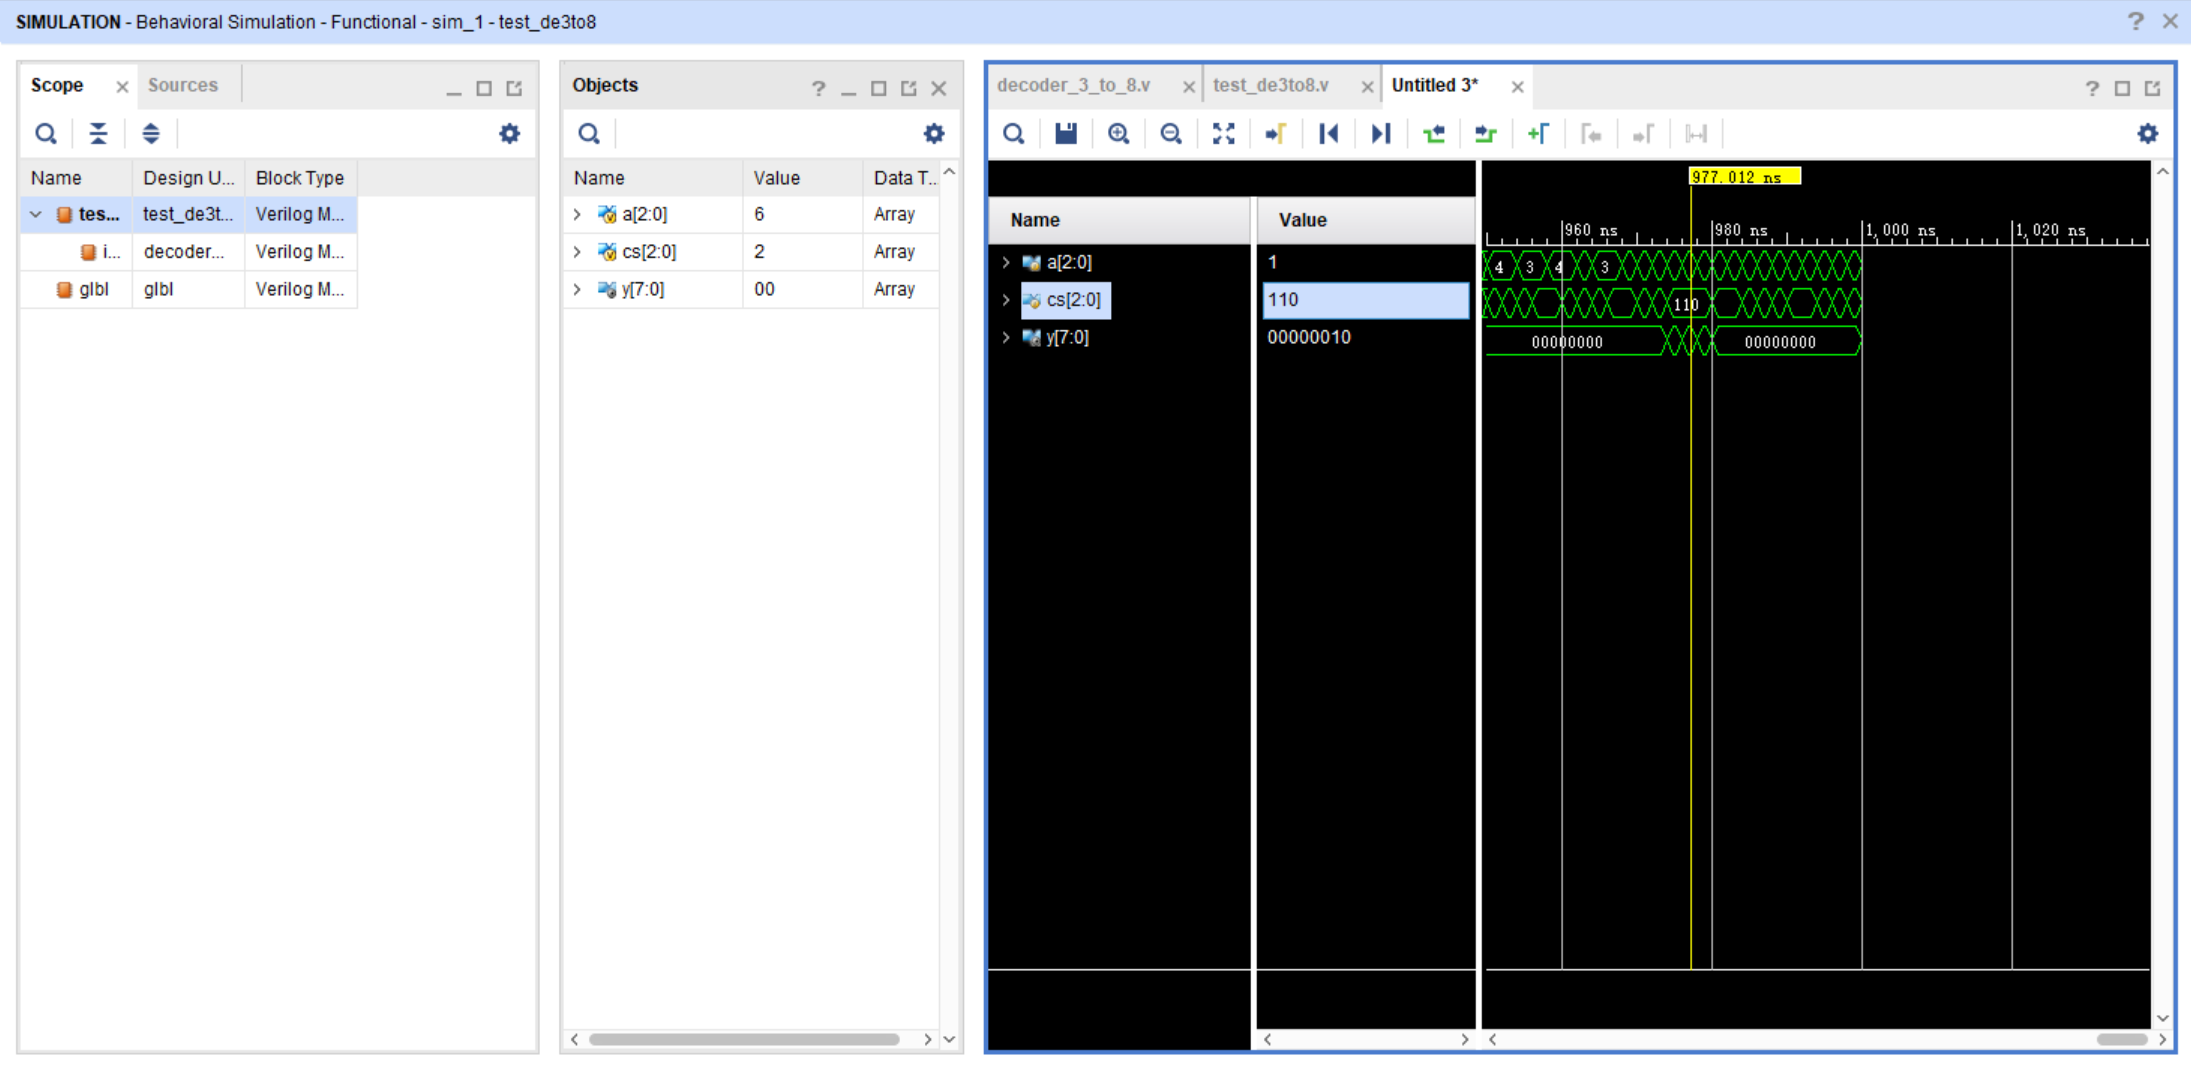 SIMULATION - Behavioral Simulation - Functional - sim_1 - test_de3to8
Scope
Sources
Name Design U... Block Type
tes... test_de3t... Verilog M...
i... decoder... Verilog M...
glbl glbl Verilog M...
Objects
Name Value Data T...
a[2:0] 6 Array
cs[2:0] 2 Array
y[7:0] 00 Array
decoder_3_to_8.v
test_de3to8.v
Untitled 3*
Name Value
a[2:0] 1
cs[2:0] 110
y[7:0] 00000010
977.012 ns
960 ns 980 ns 1,000 ns 1,020 ns
4 3 4 3
110
00000000 00000000